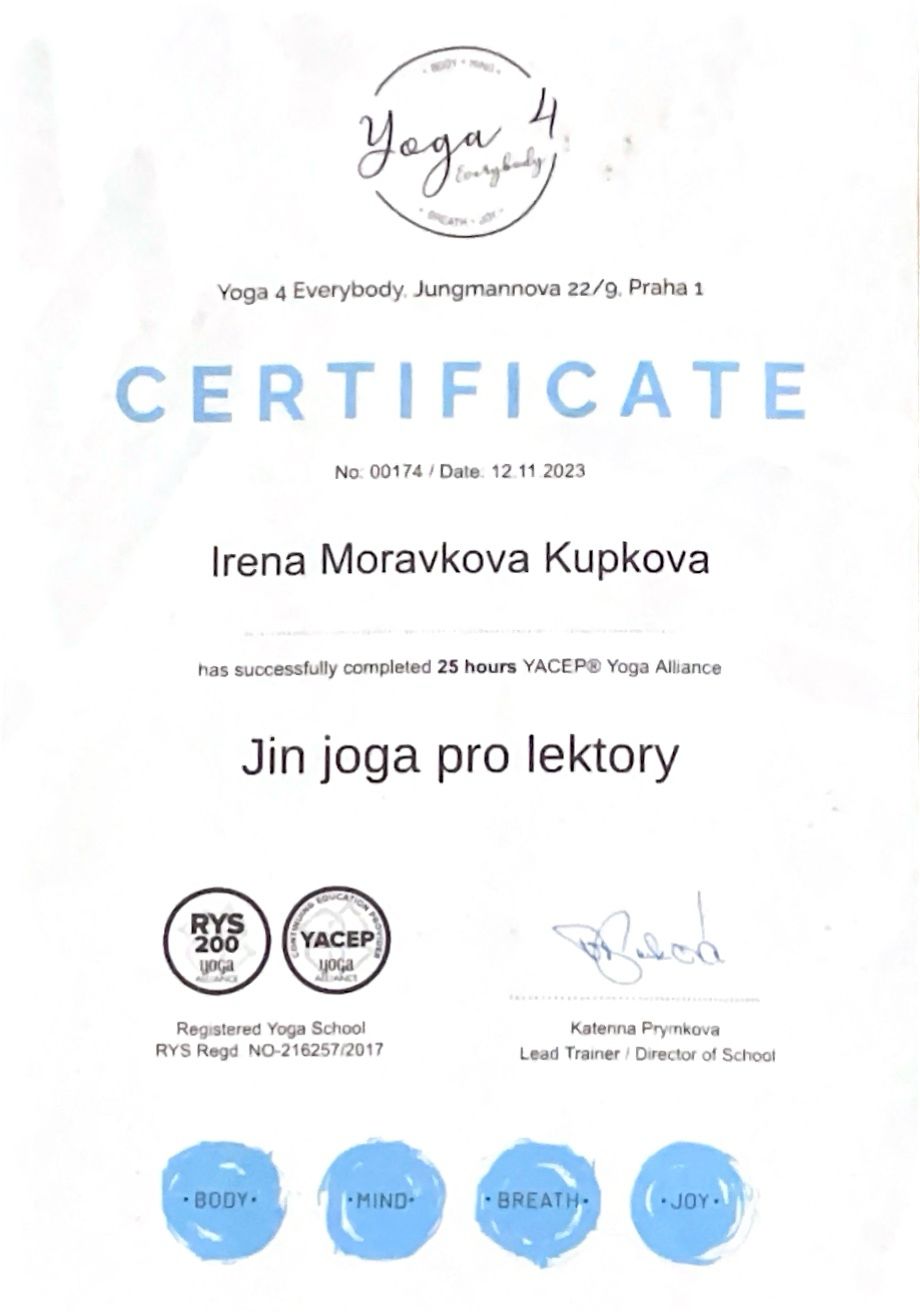 · BODY · MIND ·
Yoga 4
Everybody
· BREATH · JOY ·
Yoga 4 Everybody, Jungmannova 22/9, Praha 1
CERTIFICATE
No: 00174 / Date: 12.11.2023
Irena Moravkova Kupkova
has successfully completed 25 hours YACEP® Yoga Alliance
Jin joga pro lektory
RYS
200
yoga
ALLIANCE
CONTINUING EDUCATION PROVIDER
YACEP
yoga
ALLIANCE
Registered Yoga School
RYS Regd NO-216257/2017
Katenna Prymkova
Lead Trainer / Director of School
· BODY ·
· MIND ·
· BREATH ·
· JOY ·